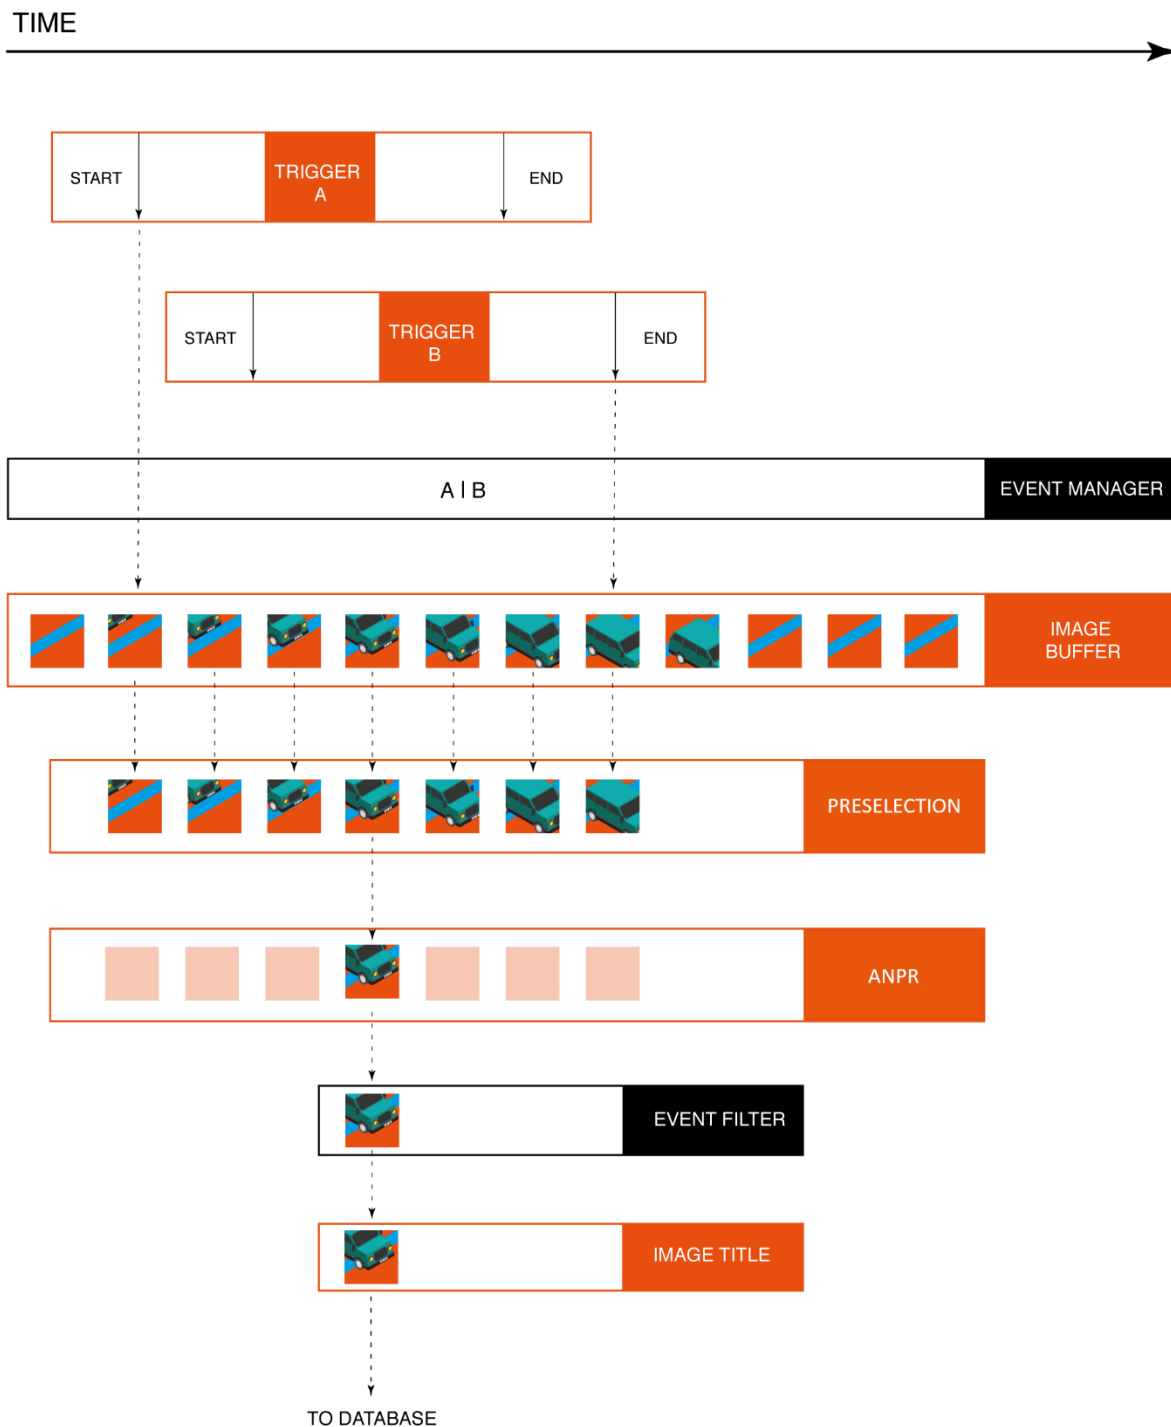 TIME
START
TRIGGER
A
END
START
TRIGGER
B
END
A | B
EVENT MANAGER
IMAGE
BUFFER
PRESELECTION
ANPR
EVENT FILTER
IMAGE TITLE
TO DATABASE